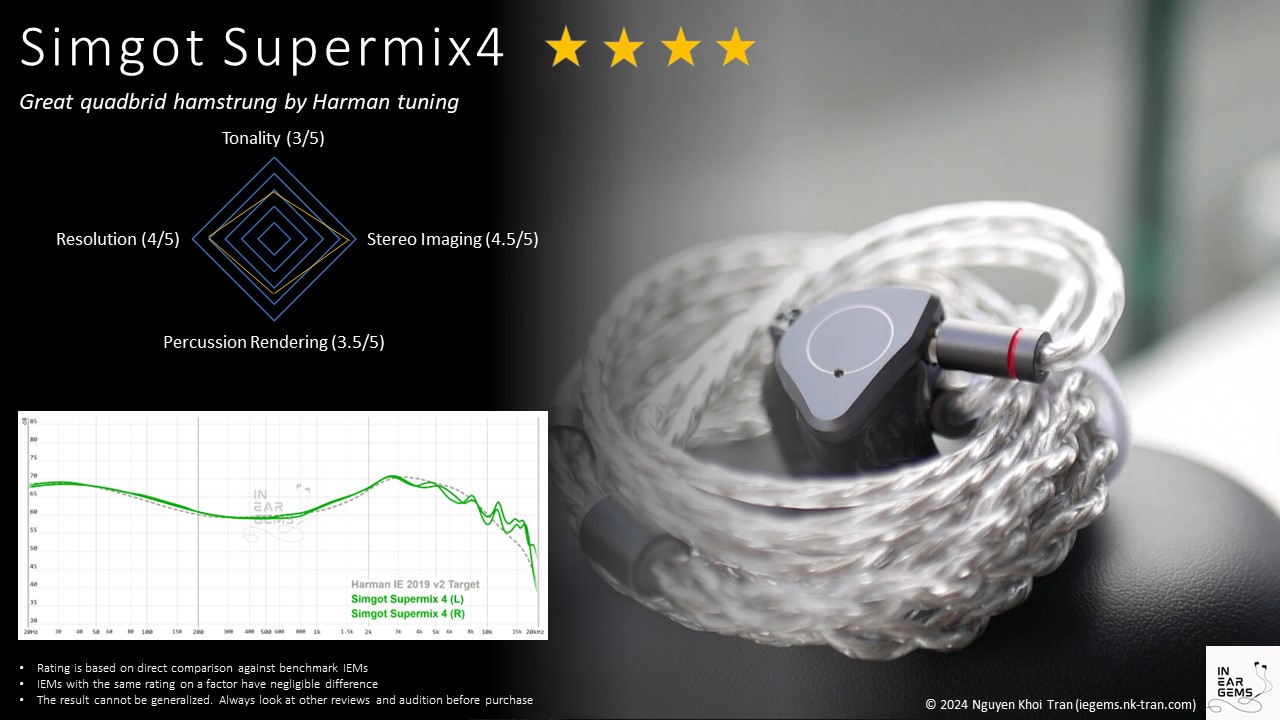 Simgot Supermix4
Great quadbrid hamstrung by Harman tuning
Tonality (3/5)
Resolution (4/5)
Stereo Imaging (4.5/5)
Percussion Rendering (3.5/5)
85
80
75
70
65
60
55
50
45
40
35
30
IN
EAR
GEMS
Harman IE 2019 v2 Target
Simgot Supermix 4 (L)
Simgot Supermix 4 (R)
20Hz 30 40 50 60 80 100 150 200 300 400 500 600 800 1k 1.5k 2k 3k 4k 5k 6k 8k 10k 15k 20kHz
• Rating is based on direct comparison against benchmark IEMs
• IEMs with the same rating on a factor have negligible difference
• The result cannot be generalized. Always look at other reviews and audition before purchase
© 2024 Nguyen Khoi Tran (iegems.nk-tran.com)
IN
EAR
GEMS